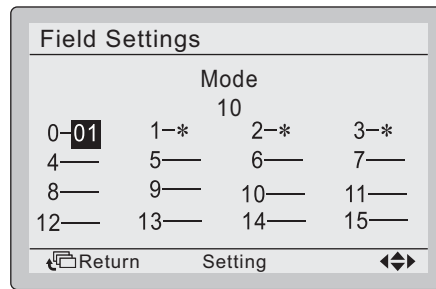 Field Settings
Mode
10
0–01 1–* 2–* 3–*
4–– 5–– 6–– 7––
8–– 9–– 10–– 11––
12–– 13–– 14–– 15––
Return Setting